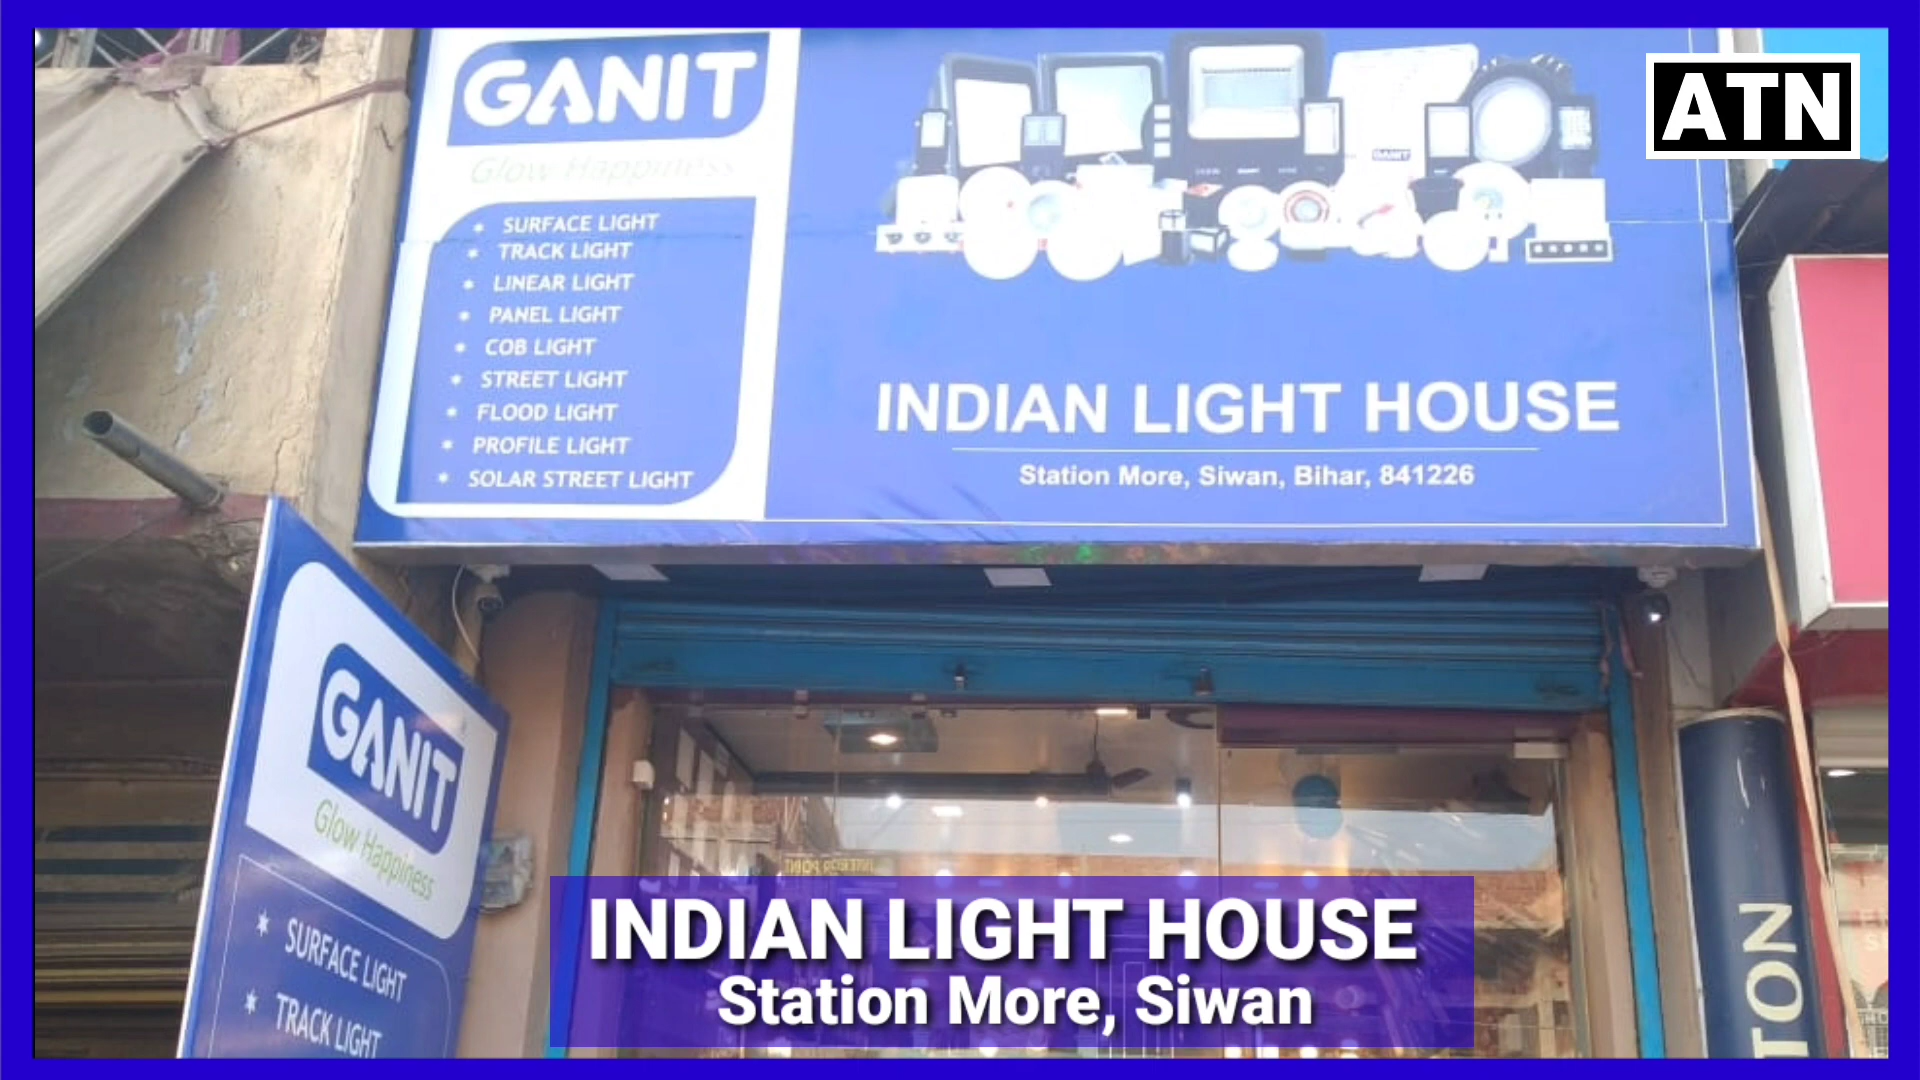 GANIT
Glow Happiness
* SURFACE LIGHT
* TRACK LIGHT
* LINEAR LIGHT
* PANEL LIGHT
* COB LIGHT
* STREET LIGHT
* FLOOD LIGHT
* PROFILE LIGHT
* SOLAR STREET LIGHT
GANIT
INDIAN LIGHT HOUSE
Station More, Siwan, Bihar, 841226
ATN
GANIT
Glow Happiness
* SURFACE LIGHT
* TRACK LIGHT
INDIAN LIGHT HOUSE
Station More, Siwan
TON